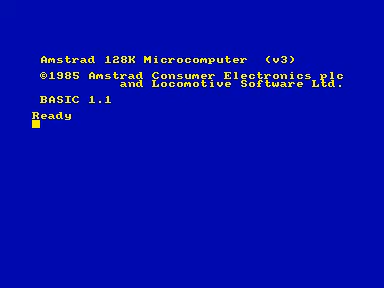 Amstrad 128K Microcomputer  (v3)
©1985 Amstrad Consumer Electronics plc
and Locomotive Software Ltd.
BASIC 1.1
Ready